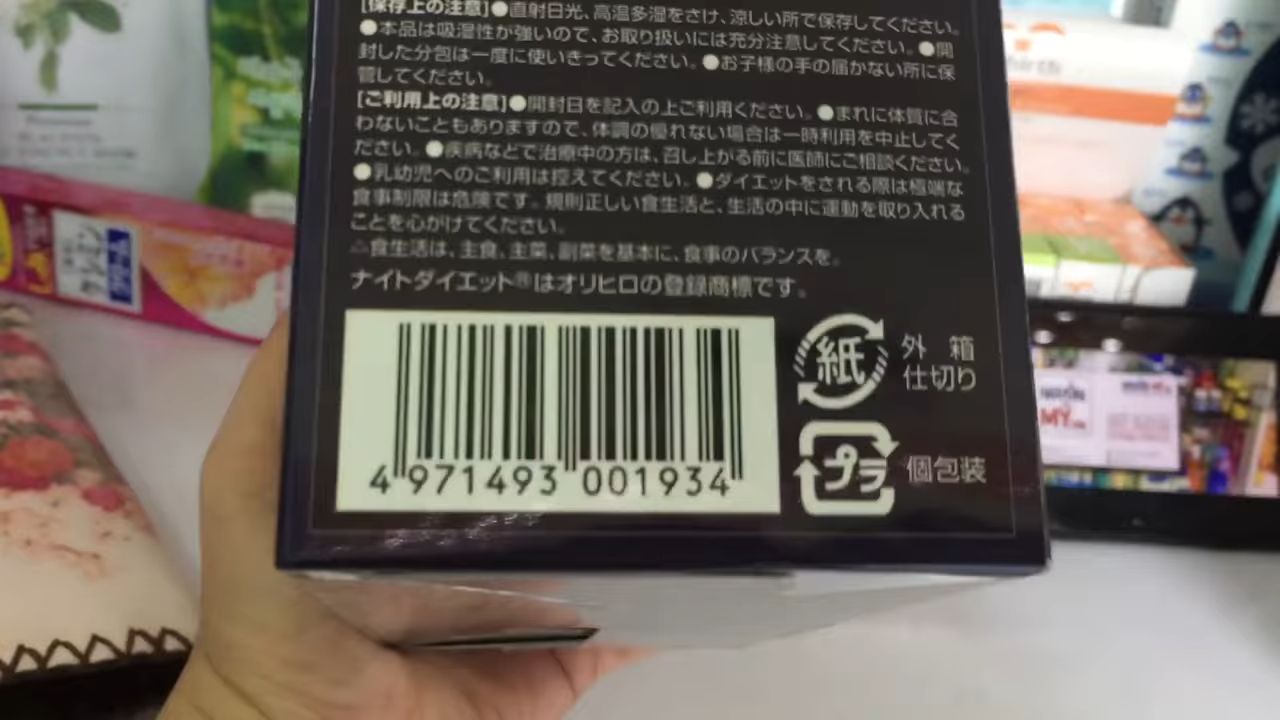 [保存上の注意]●直射日光、高温多湿をさけ、涼しい所で保存してください。
●本品は吸湿性が強いので、お取り扱いには充分注意してください。●開
封した分包は一度に使いきってください。●お子様の手の届かない所に保
管してください。
[ご利用上の注意]●開封日を記入の上ご利用ください。●まれに体質に合
わないこともありますので、体調の優れない場合は一時利用を中止してく
ださい。●疾病などで治療中の方は、召し上がる前に医師にご相談ください。
●乳幼児へのご利用は控えてください。●ダイエットをされる際は極端な
食事制限は危険です。規則正しい食生活と、生活の中に運動を取り入れる
ことを心がけてください。
△食生活は、主食、主菜、副菜を基本に、食事のバランスを。
ナイトダイエット®はオリヒロの登録商標です。
4 971493 001934
紙
外 箱
仕切り
プラ
個包装